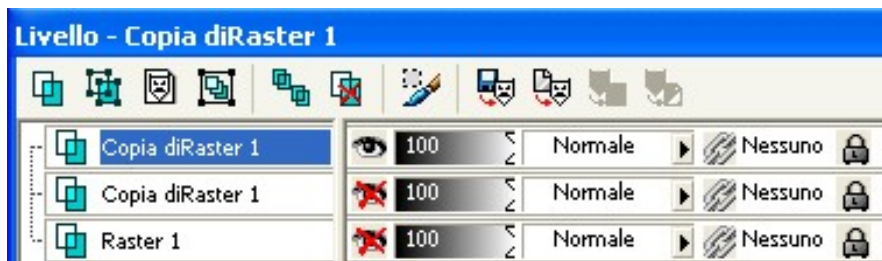 Livello - Copia diRaster 1
Copia diRaster 1 100 Normale Nessuno
Copia diRaster 1 100 Normale Nessuno
Raster 1 100 Normale Nessuno